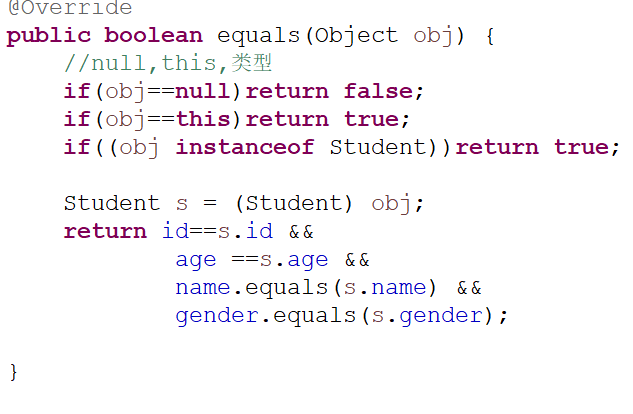 @Override
public boolean equals(Object obj) {
//null,this,类型
if(obj==null)return false;
if(obj==this)return true;
if((obj instanceof Student))return true;
Student s = (Student) obj;
return id==s.id &&
age ==s.age &&
name.equals(s.name) &&
gender.equals(s.gender);
}